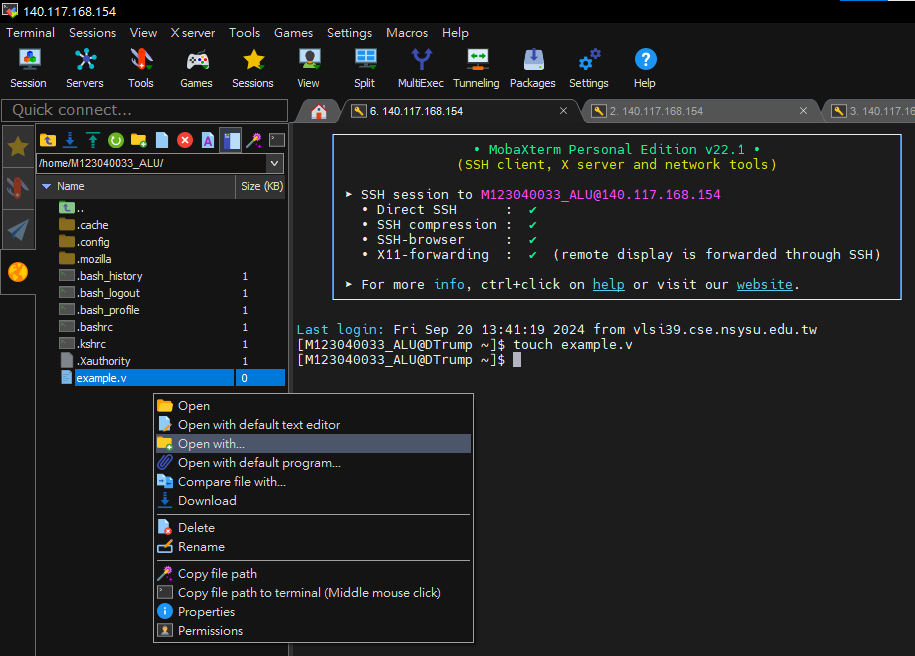 140.117.168.154
Terminal Sessions View X server Tools Games Settings Macros Help
Session Servers Tools Games Sessions View Split MultiExec Tunneling Packages Settings Help
Quick connect...
6. 140.117.168.154
2. 140.117.168.154
3. 140.117.16
/home/M123040033_ALU/
Name Size (KB)
..
.cache
.config
.mozilla
.bash_history 1
.bash_logout 1
.bash_profile 1
.bashrc 1
.kshrc 1
.Xauthority 1
example.v 0
• MobaXterm Personal Edition v22.1 •
(SSH client, X server and network tools)
➤ SSH session to M123040033_ALU@140.117.168.154
• Direct SSH : ✔
• SSH compression : ✔
• SSH-browser : ✔
• X11-forwarding : ✔ (remote display is forwarded through SSH)
➤ For more info, ctrl+click on help or visit our website.
Last login: Fri Sep 20 13:41:19 2024 from vlsi39.cse.nsysu.edu.tw
[M123040033_ALU@DTrump ~]$ touch example.v
[M123040033_ALU@DTrump ~]$
Open
Open with default text editor
Open with...
Open with default program...
Compare file with...
Download
Delete
Rename
Copy file path
Copy file path to terminal (Middle mouse click)
Properties
Permissions